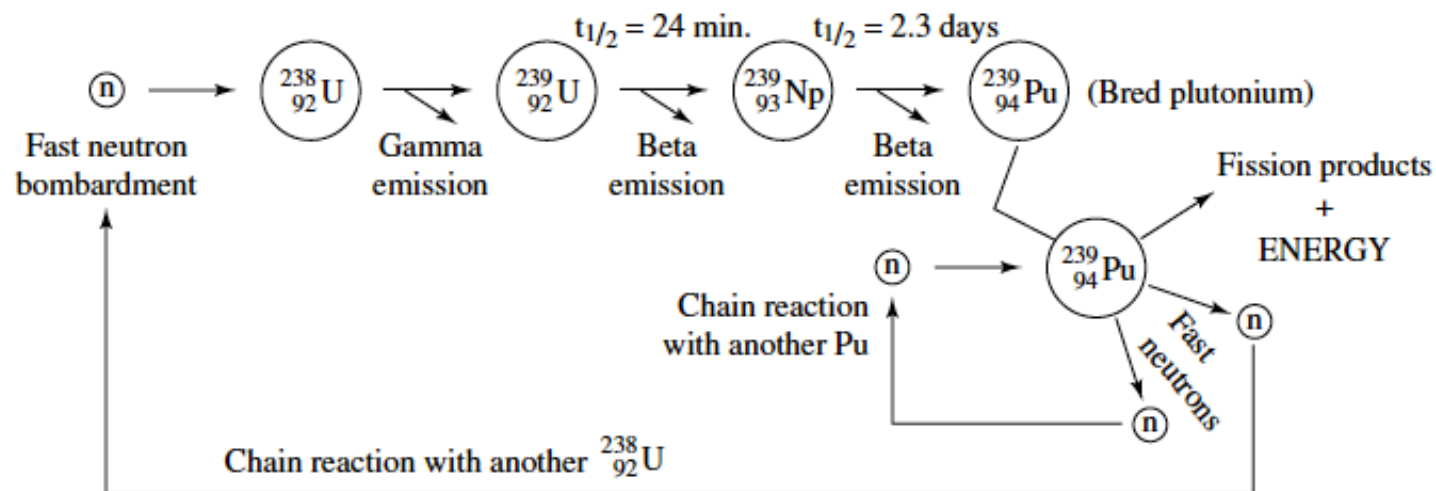 t1/2 = 24 min. t1/2 = 2.3 days
n 238 92 U 239 92 U 239 93 Np 239 94 Pu (Bred plutonium)
Fast neutron
bombardment
Gamma
emission
Beta
emission
Beta
emission
Fission products
+
ENERGY
n 239 94 Pu
Chain reaction
with another Pu
Fast
neutrons
n
n
Chain reaction with another 238 92 U